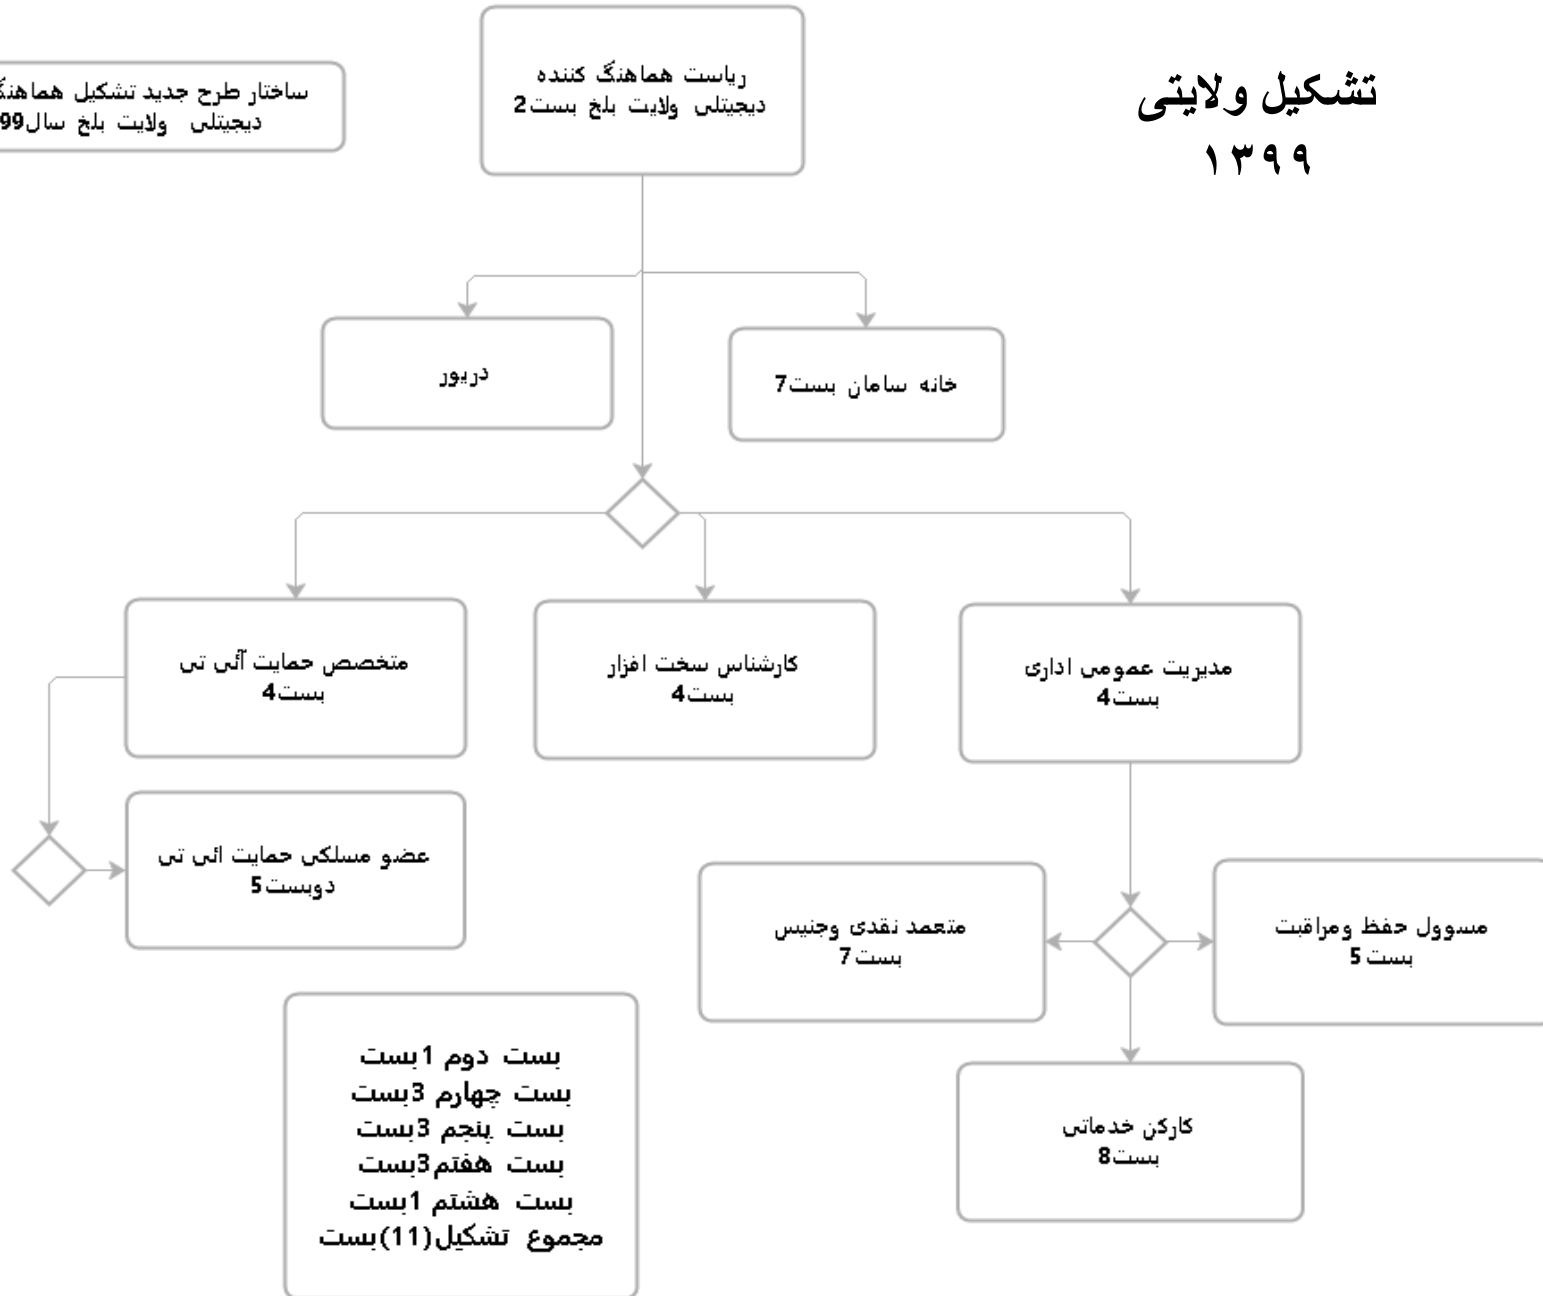 تشکیل ولایتی
۱۳۹۹
ریاست هماهنگ کننده
دیجیتلی ولایت بلخ بست2
ساختار طرح جدید تشکیل
دیجیتلی ولایت بلخ سال99
خانه سامان بست7
دریور
مدیریت عمومی اداری
بست4
کارشناس سخت افزار
بست4
متخصص حمایت آئی تی
بست4
عضو مسلکی حمایت ائی تی
دوبست5
مسوول حفظ ومراقبت
بست5
متعمد نقدی وجنیس
بست7
کارکن خدماتی
بست8
بست دوم 1بست
بست چهارم 3بست
بست پنجم 3بست
بست هفتم3بست
بست هشتم 1بست
مجموع تشکیل(11)بست